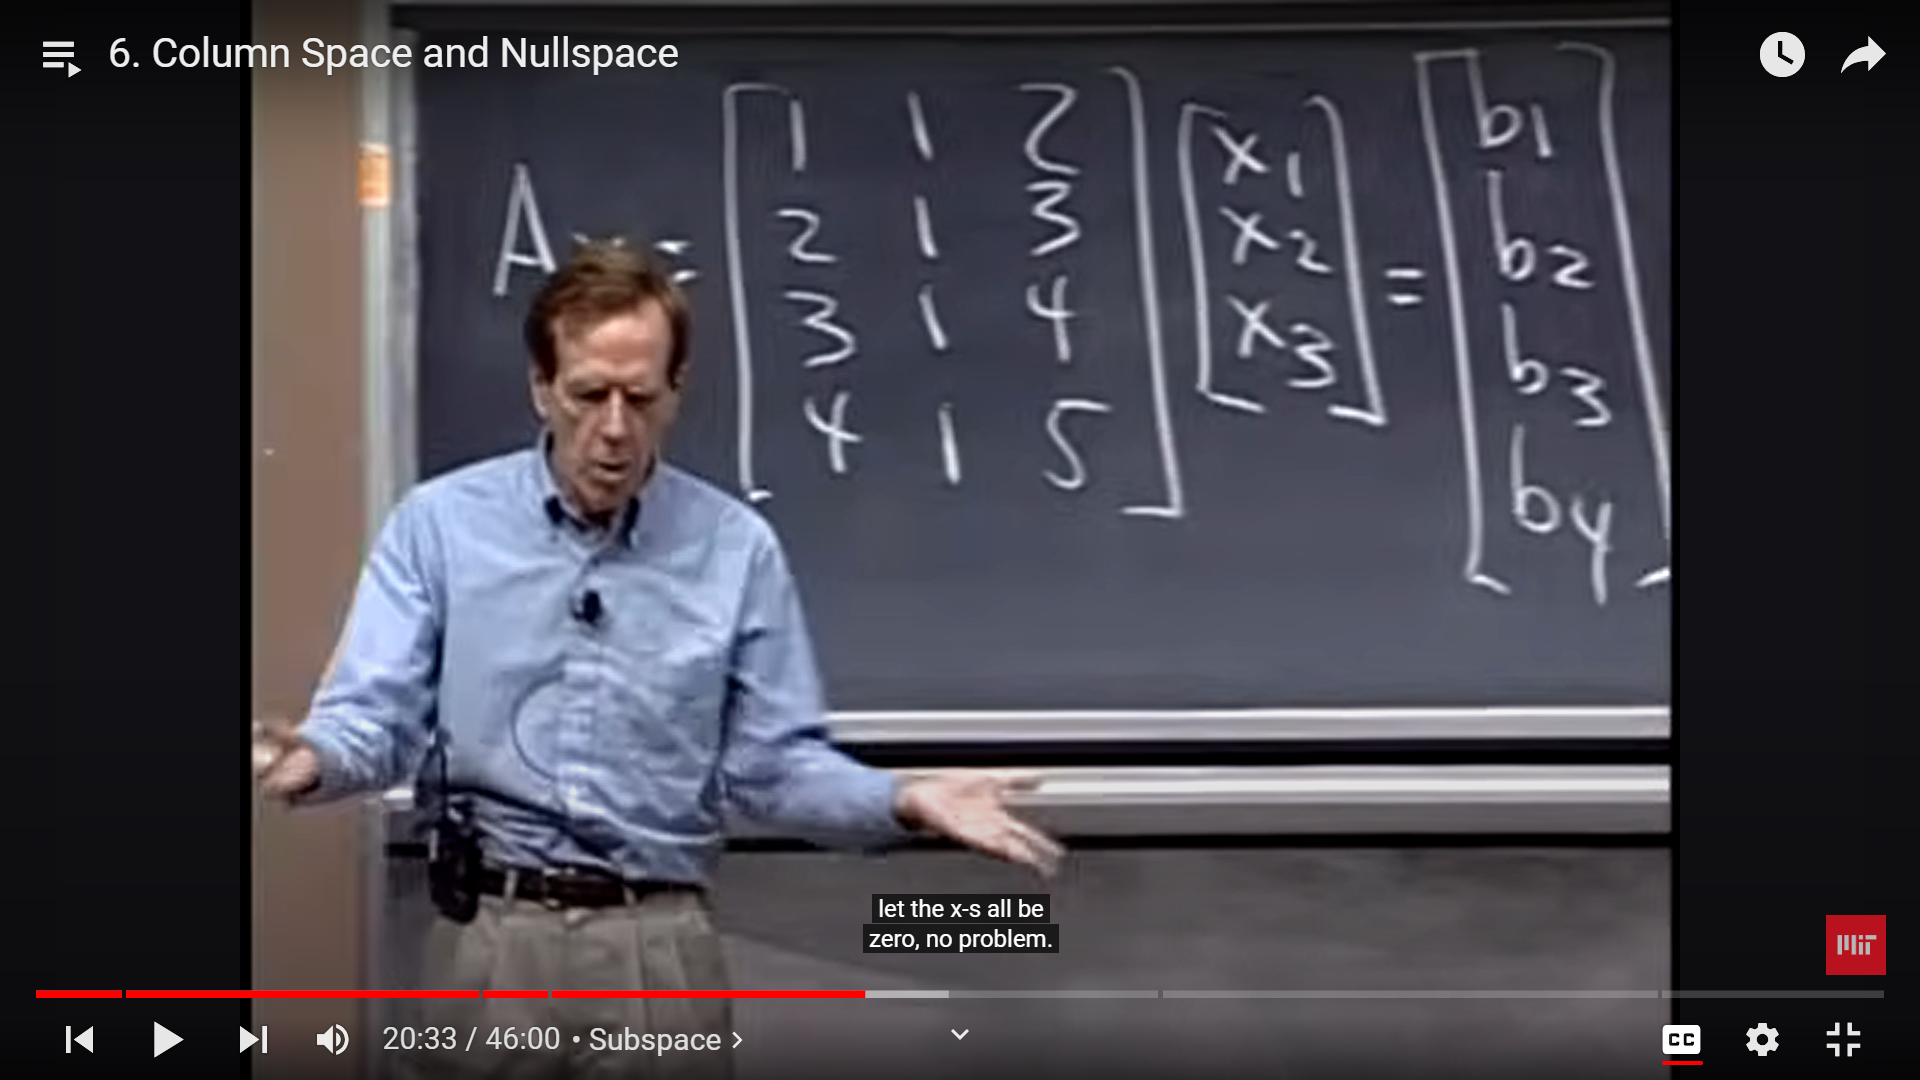 6. Column Space and Nullspace
A =
1 1 2
2 1 3
3 1 4
4 1 5
x1
x2
x3
=
b1
b2
b3
b4
let the x-s all be
zero, no problem.
MIT
20:33 / 46:00 • Subspace >
CC